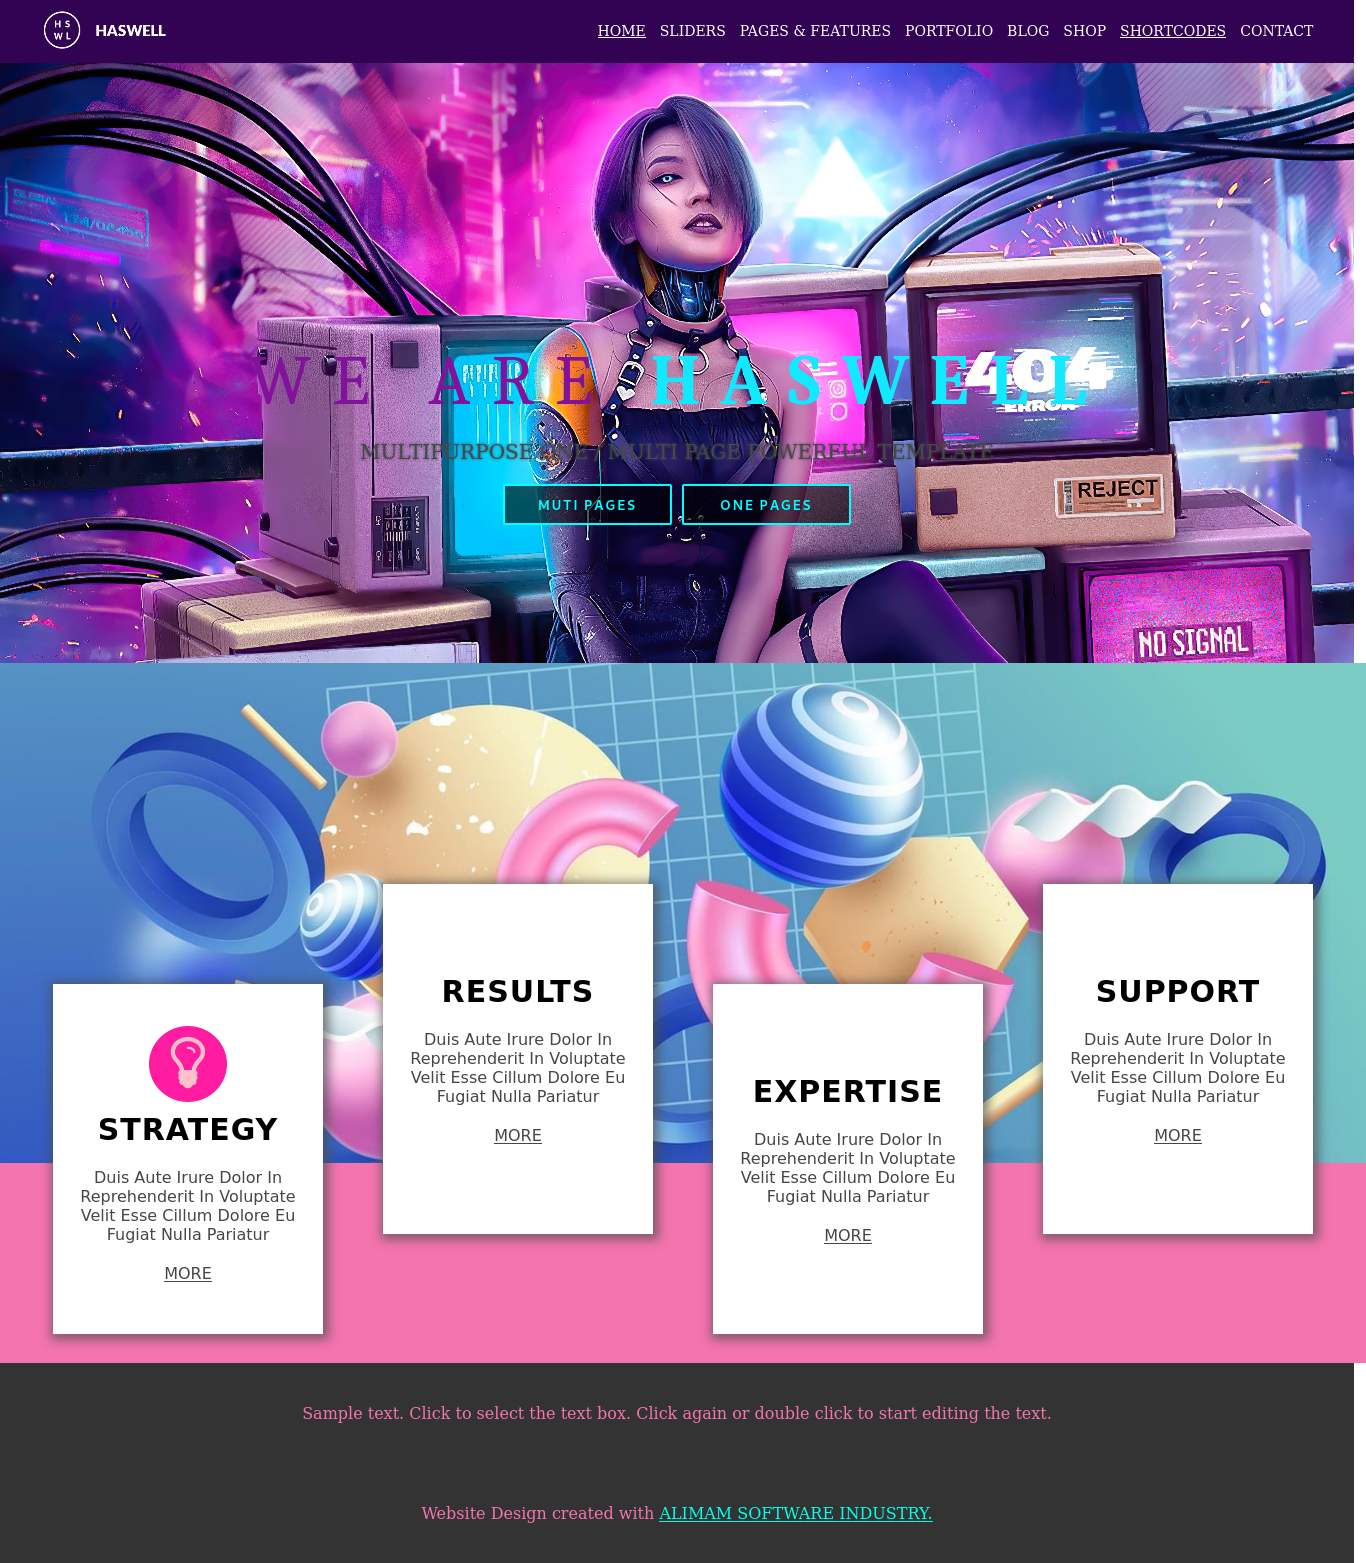 HS
WL
HASWELL
HOME SLIDERS PAGES & FEATURES PORTFOLIO BLOG SHOP SHORTCODES CONTACT
404
ERROR
WE ARE HASWELL
MULTIPURPOSE ONE / MULTI PAGE POWERFUL TEMPLATE
MUTI PAGES
ONE PAGES
REJECT
NO SIGNAL
STRATEGY
Duis Aute Irure Dolor In
Reprehenderit In Voluptate
Velit Esse Cillum Dolore Eu
Fugiat Nulla Pariatur
MORE
RESULTS
Duis Aute Irure Dolor In
Reprehenderit In Voluptate
Velit Esse Cillum Dolore Eu
Fugiat Nulla Pariatur
MORE
EXPERTISE
Duis Aute Irure Dolor In
Reprehenderit In Voluptate
Velit Esse Cillum Dolore Eu
Fugiat Nulla Pariatur
MORE
SUPPORT
Duis Aute Irure Dolor In
Reprehenderit In Voluptate
Velit Esse Cillum Dolore Eu
Fugiat Nulla Pariatur
MORE
Sample text. Click to select the text box. Click again or double click to start editing the text.
Website Design created with ALIMAM SOFTWARE INDUSTRY.